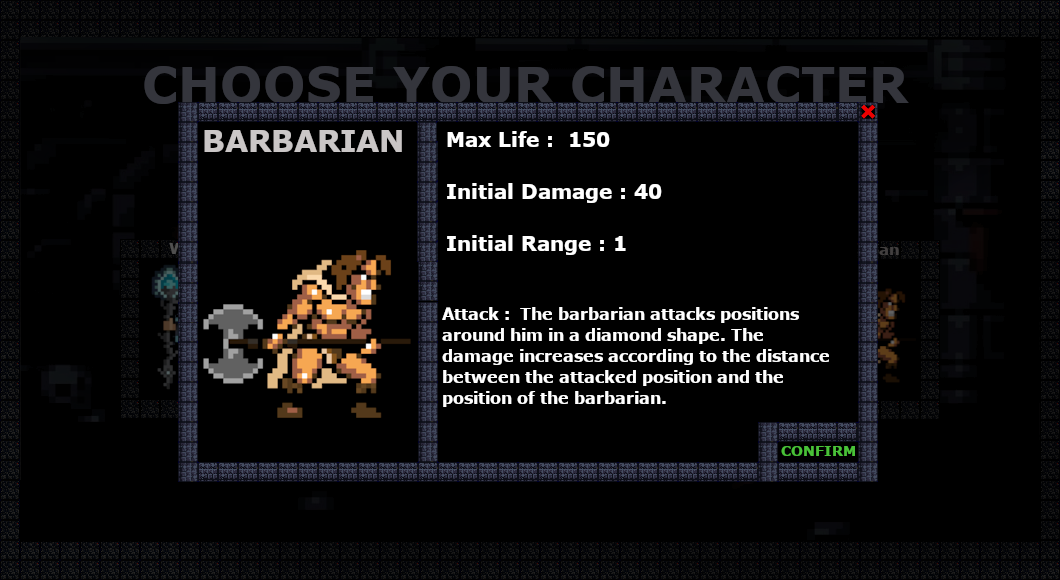 CHOOSE YOUR CHARACTER
BARBARIAN
Max Life : 150
Initial Damage : 40
Initial Range : 1
Attack : The barbarian attacks positions
around him in a diamond shape. The
damage increases according to the distance
between the attacked position and the
position of the barbarian.
CONFIRM